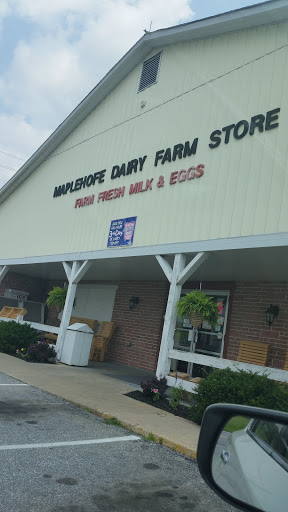 MAPLEHOFE DAIRY FARM STORE
FARM FRESH MILK & EGGS